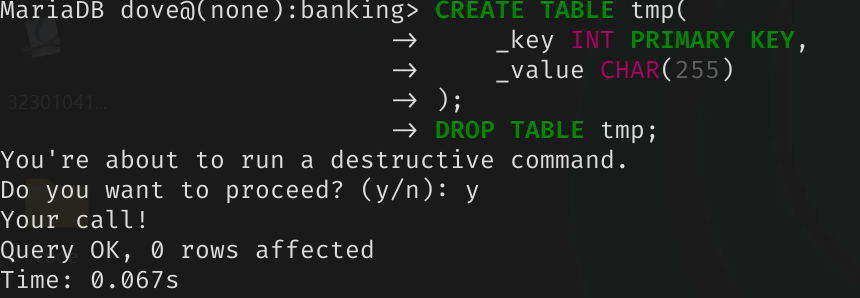 MariaDB dove@(none):banking> CREATE TABLE tmp(
→ _key INT PRIMARY KEY,
→ _value CHAR(255)
→ );
→ DROP TABLE tmp;
32301041...
You're about to run a destructive command.
Do you want to proceed? (y/n): y
Your call!
Query OK, 0 rows affected
Time: 0.067s